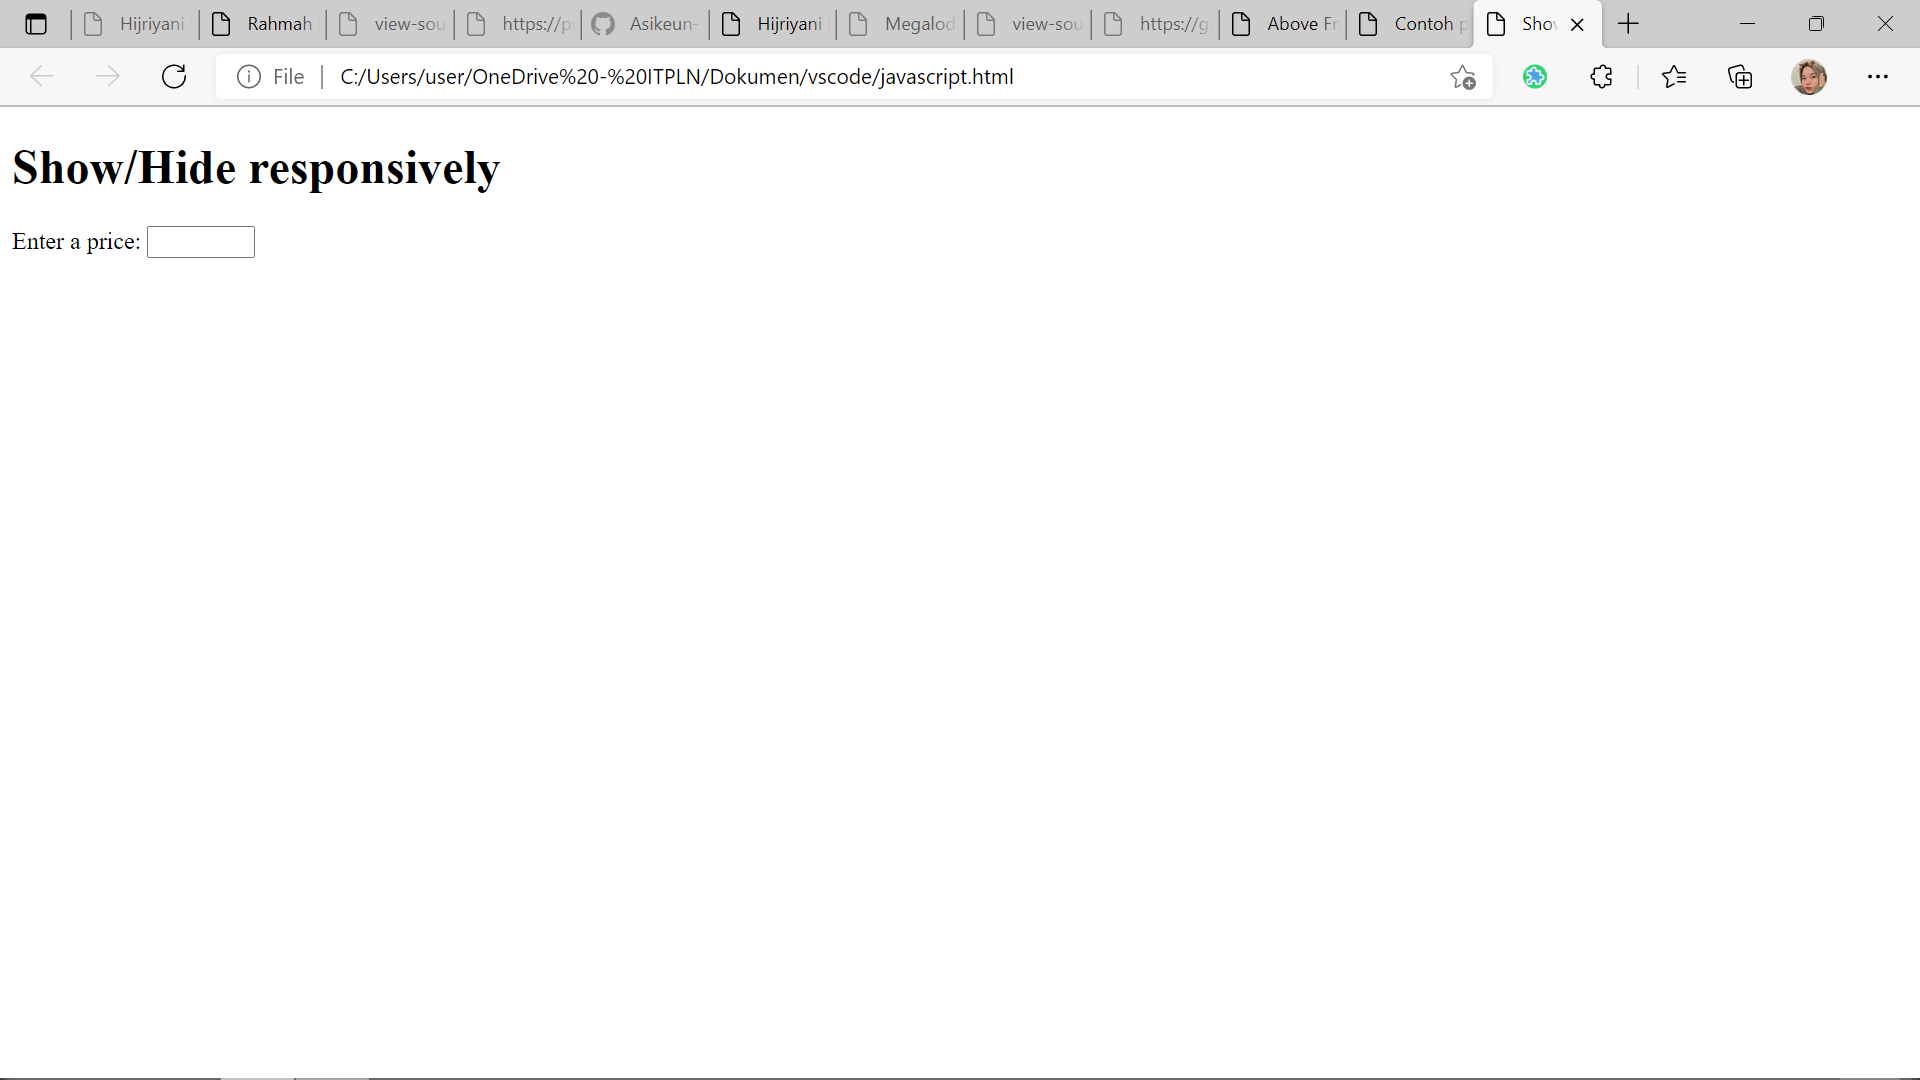 Hijriyani
Rahmah
view-sou
https://p
Asikeun-
Hijriyani
Megalod
view-sou
https://g
Above Fr
Contoh p
Show
File
C:/Users/user/OneDrive%20-%20ITPLN/Dokumen/vscode/javascript.html
Show/Hide responsively
Enter a price: